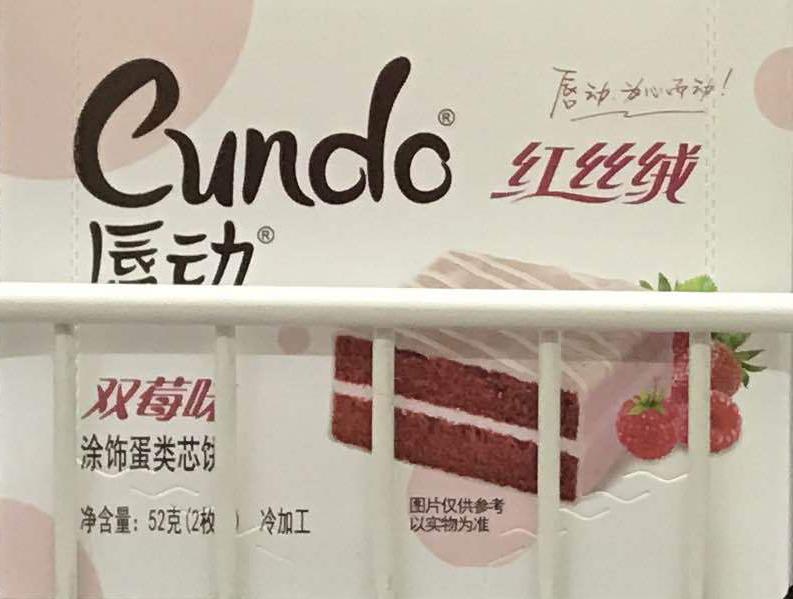 Cundo®
唇动 为心而动!
红丝绒
唇动®
双莓味
涂饰蛋类芯饼
净含量: 52克(2枚) 冷加工
图片仅供参考
以实物为准